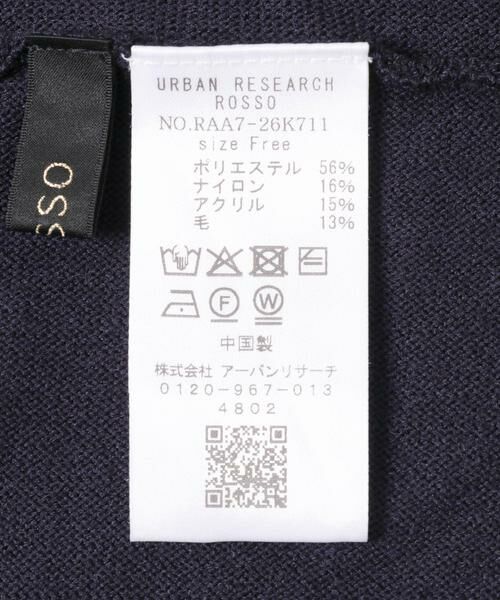 SSO
URBAN RESEARCH
ROSSO
NO.RAA7-26K711
size Free
ポリエステル 56%
ナイロン 16%
アクリル 15%
毛 13%
F W
中国製
株式会社 アーバンリサーチ
0120-967-013
4802